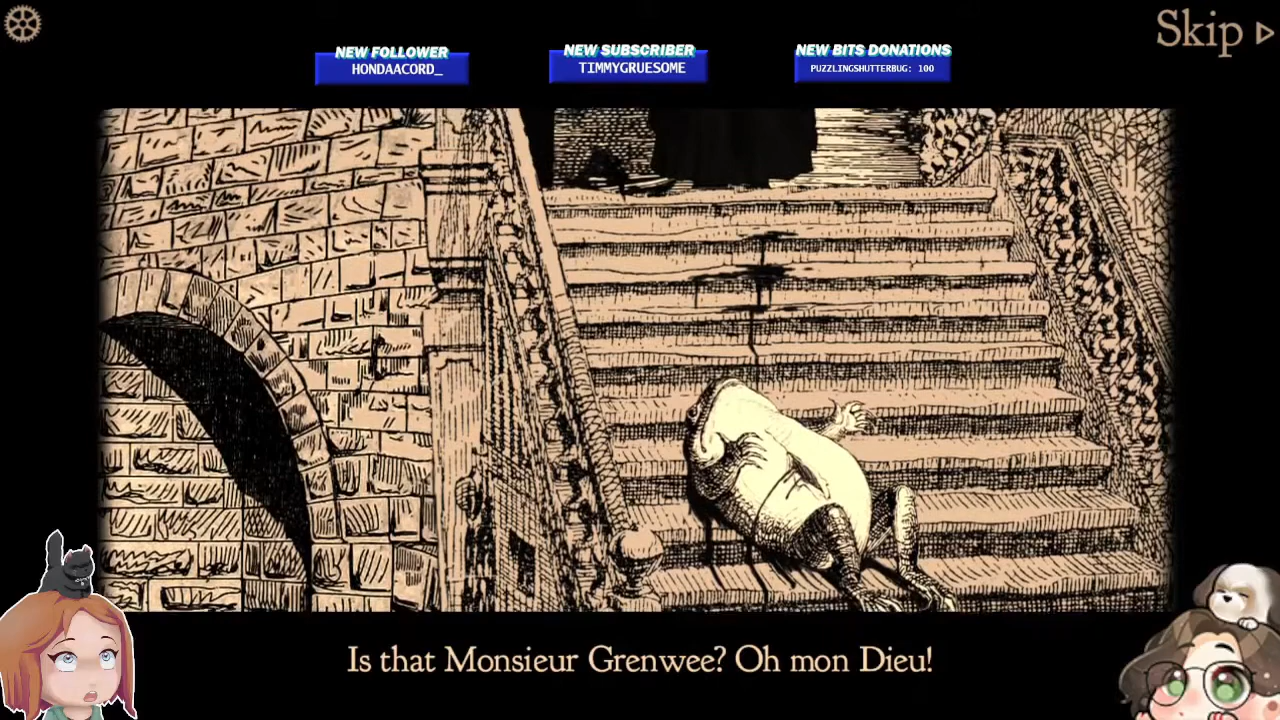 Skip
NEW FOLLOWER
HONDAACORD_
NEW SUBSCRIBER
TIMMYGRUESOME
NEW BITS DONATIONS
PUZZLINGSHUTTERBUG: 100
Is that Monsieur Grenwee? Oh mon Dieu!